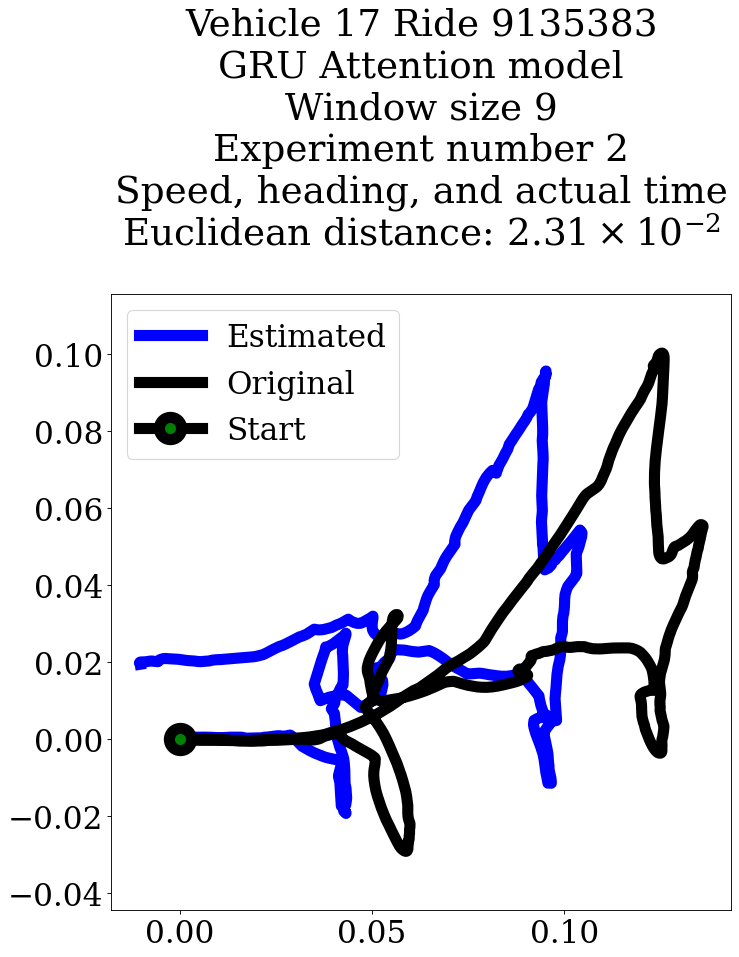 Vehicle 17 Ride 9135383
GRU Attention model
Window size 9
Experiment number 2
Speed, heading, and actual time
Euclidean distance: 2.31 × 10⁻²
Estimated
Original
Start
0.10
0.08
0.06
0.04
0.02
0.00
−0.02
−0.04
0.00 0.05 0.10